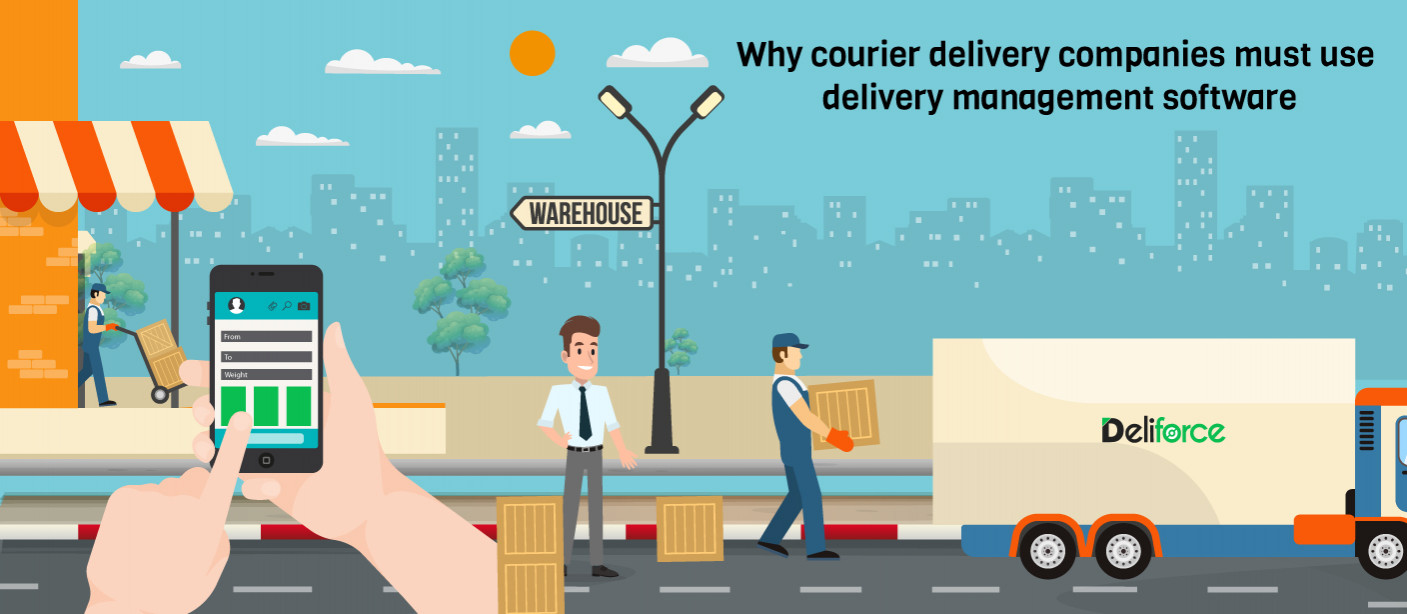 Why courier delivery companies must use
delivery management software
WAREHOUSE
From
To
Weight
Deliforce